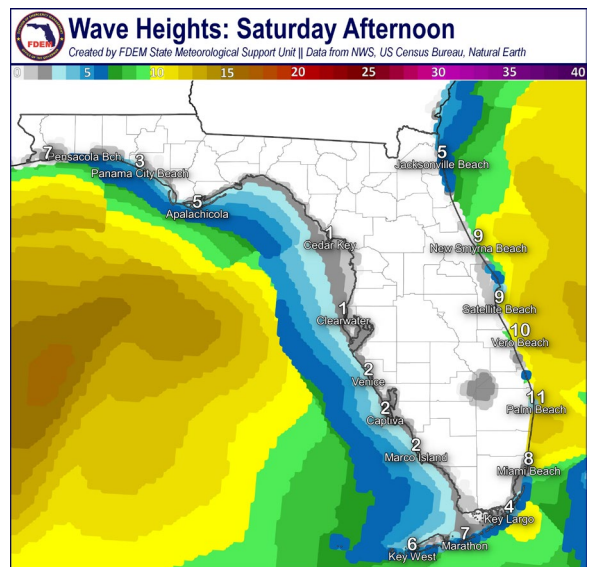 Wave Heights: Saturday Afternoon
FDEM
Created by FDEM State Meteorological Support Unit || Data from NWS, US Census Bureau, Natural Earth
0 5 10 15 20 25 30 35 40
7
Pensacola Bch
3
Panama City Beach
5
Apalachicola
5
Jacksonville Beach
1
Cedar Key
9
New Smyrna Beach
1
Clearwater
9
Satellite Beach
10
Vero Beach
2
Venice
2
Captiva
11
Palm Beach
2
Marco Island
8
Miami Beach
4
Key Largo
3
7
Marathon
6
Key West